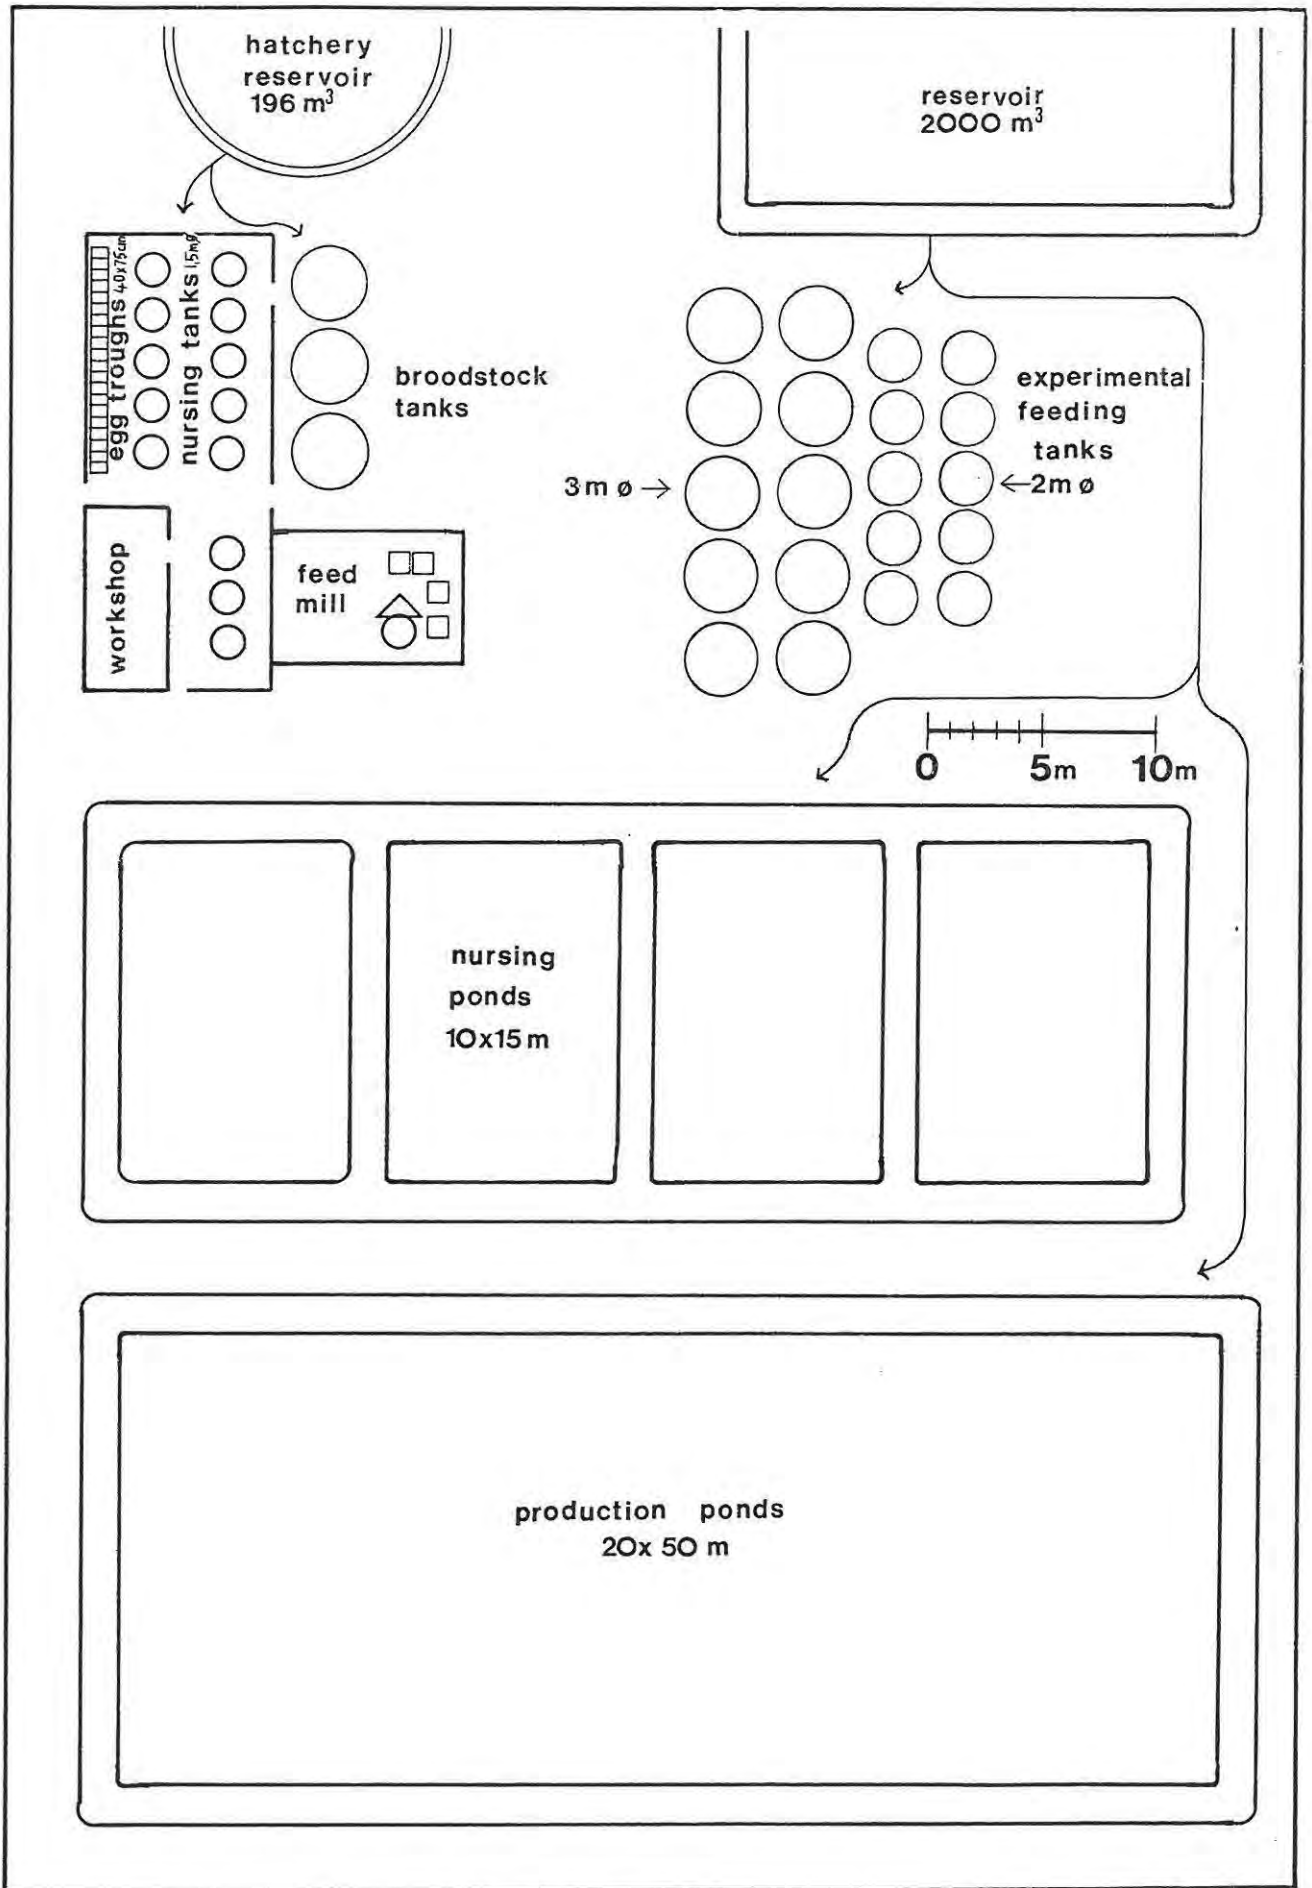 hatchery
reservoir
196 m³
reservoir
2000 m³
egg troughs 40x75cm
nursing tanks 1,5mø
broodstock
tanks
experimental
feeding
tanks
3m ø →
←2m ø
workshop
feed
mill
0 5m 10m
nursing
ponds
10x15 m
production ponds
20x 50 m